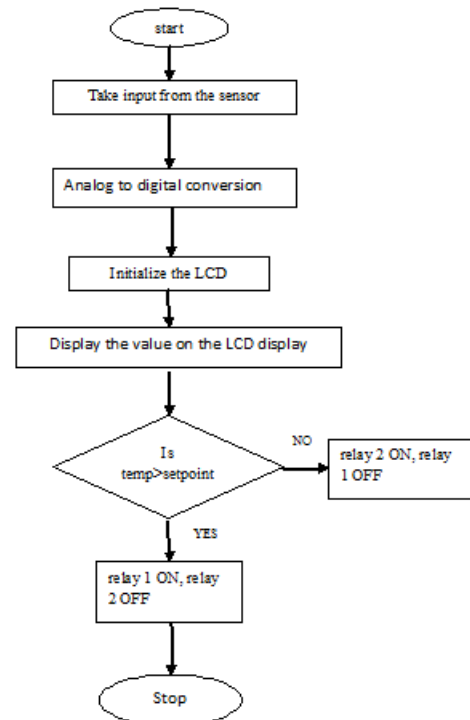 start
Take input from the sensor
Analog to digital conversion
Initialize the LCD
Display the value on the LCD display
Is
temp>setpoint
NO
relay 2 ON, relay
1 OFF
YES
relay 1 ON, relay
2 OFF
Stop